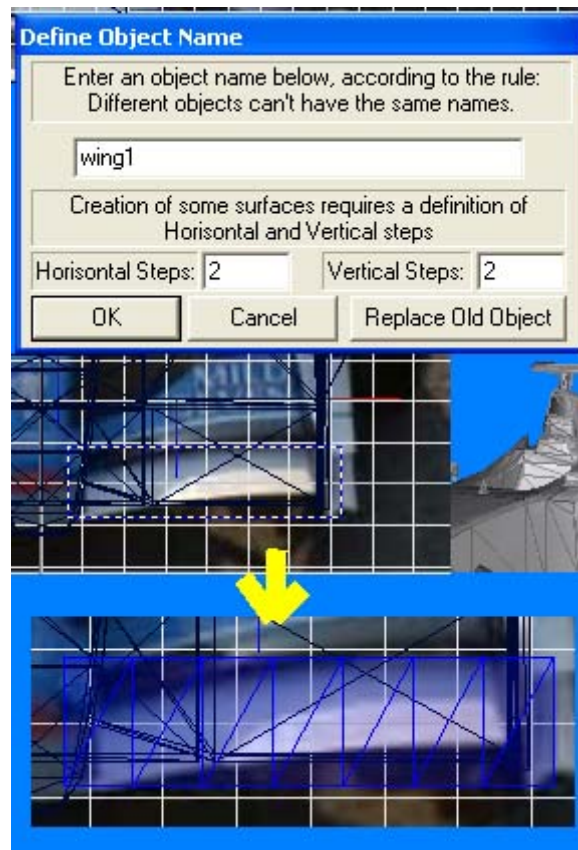 Define Object Name
Enter an object name below, according to the rule:
Different objects can't have the same names.
wing1
Creation of some surfaces requires a definition of
Horisontal and Vertical steps
Horisontal Steps: 2 Vertical Steps: 2
OK Cancel Replace Old Object